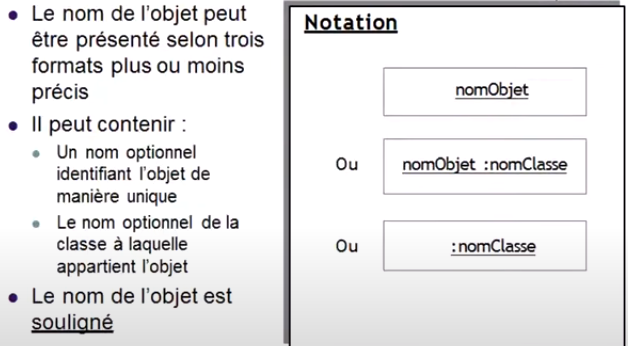 Le nom de l'objet peut
être présenté selon trois
formats plus ou moins
précis
Il peut contenir :
Un nom optionnel
identifiant l'objet de
manière unique
Le nom optionnel de la
classe à laquelle
appartient l'objet
Le nom de l'objet est
souligné
Notation
nomObjet
Ou
nomObjet :nomClasse
Ou
:nomClasse